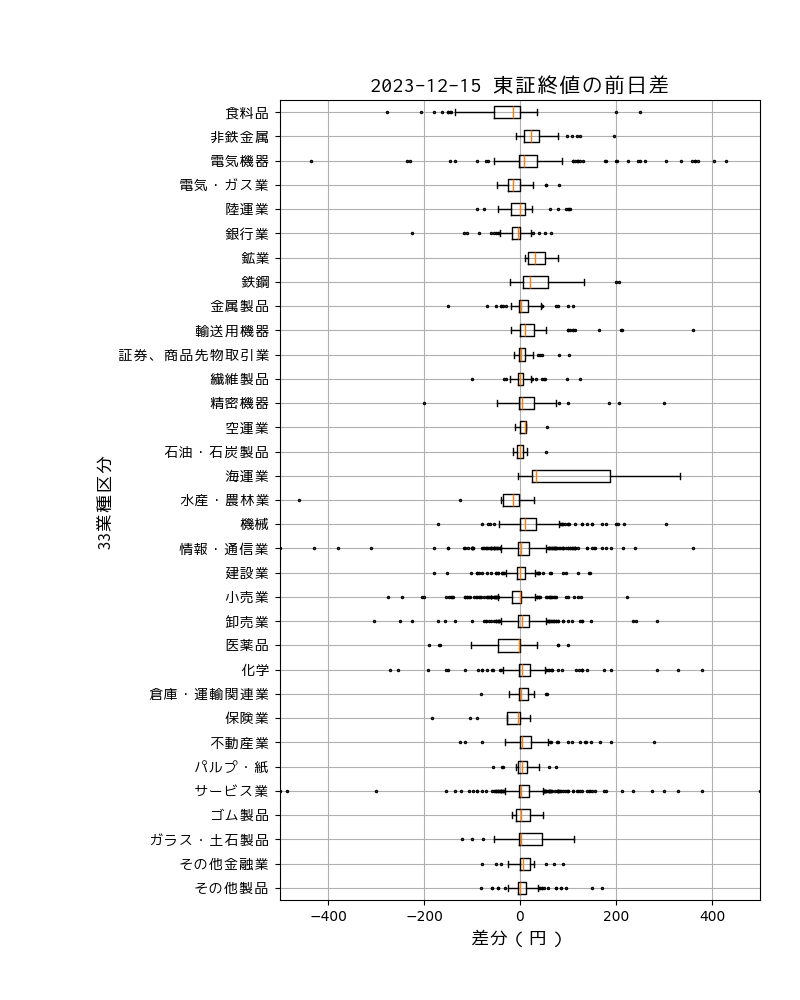 2023-12-15 東証終値の前日差
食料品
非鉄金属
電気機器
電気・ガス業
陸運業
銀行業
鉱業
鉄鋼
金属製品
輸送用機器
証券、商品先物取引業
繊維製品
精密機器
空運業
石油・石炭製品
海運業
水産・農林業
機械
情報・通信業
建設業
小売業
卸売業
医薬品
化学
倉庫・運輸関連業
保険業
不動産業
パルプ・紙
サービス業
ゴム製品
ガラス・土石製品
その他金融業
その他製品
33業種区分
−400 −200 0 200 400
差分(円)